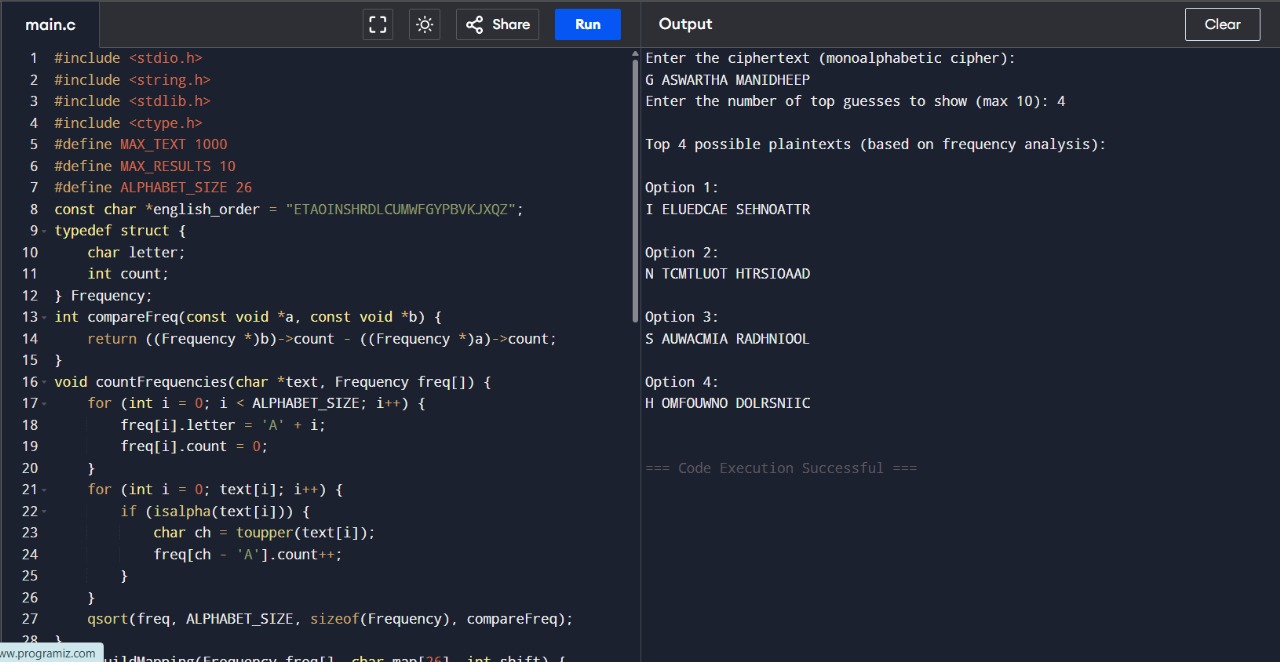 main.c
Share
Run
Output
Clear
1 #include <stdio.h>
2 #include <string.h>
3 #include <stdlib.h>
4 #include <ctype.h>
5 #define MAX_TEXT 1000
6 #define MAX_RESULTS 10
7 #define ALPHABET_SIZE 26
8 const char *english_order = "ETAOINSHRDLCUMWFGYPBVKJXQZ";
9 typedef struct {
10 char letter;
11 int count;
12 } Frequency;
13 int compareFreq(const void *a, const void *b) {
14 return ((Frequency *)b)->count - ((Frequency *)a)->count;
15 }
16 void countFrequencies(char *text, Frequency freq[]) {
17 for (int i = 0; i < ALPHABET_SIZE; i++) {
18 freq[i].letter = 'A' + i;
19 freq[i].count = 0;
20 }
21 for (int i = 0; text[i]; i++) {
22 if (isalpha(text[i])) {
23 char ch = toupper(text[i]);
24 freq[ch - 'A'].count++;
25 }
26 }
27 qsort(freq, ALPHABET_SIZE, sizeof(Frequency), compareFreq);
28 }
uildMapping(Frequency freq[], char map[26], int shift) {
ww.programiz.com
Enter the ciphertext (monoalphabetic cipher):
G ASWARTHA MANIDHEEP
Enter the number of top guesses to show (max 10): 4
Top 4 possible plaintexts (based on frequency analysis):
Option 1:
I ELUEDCAE SEHNOATTR
Option 2:
N TCMTLUOT HTRSIOAAD
Option 3:
S AUWACMIA RADHNIOOL
Option 4:
H OMFOUWNO DOLRSNIIC
=== Code Execution Successful ===